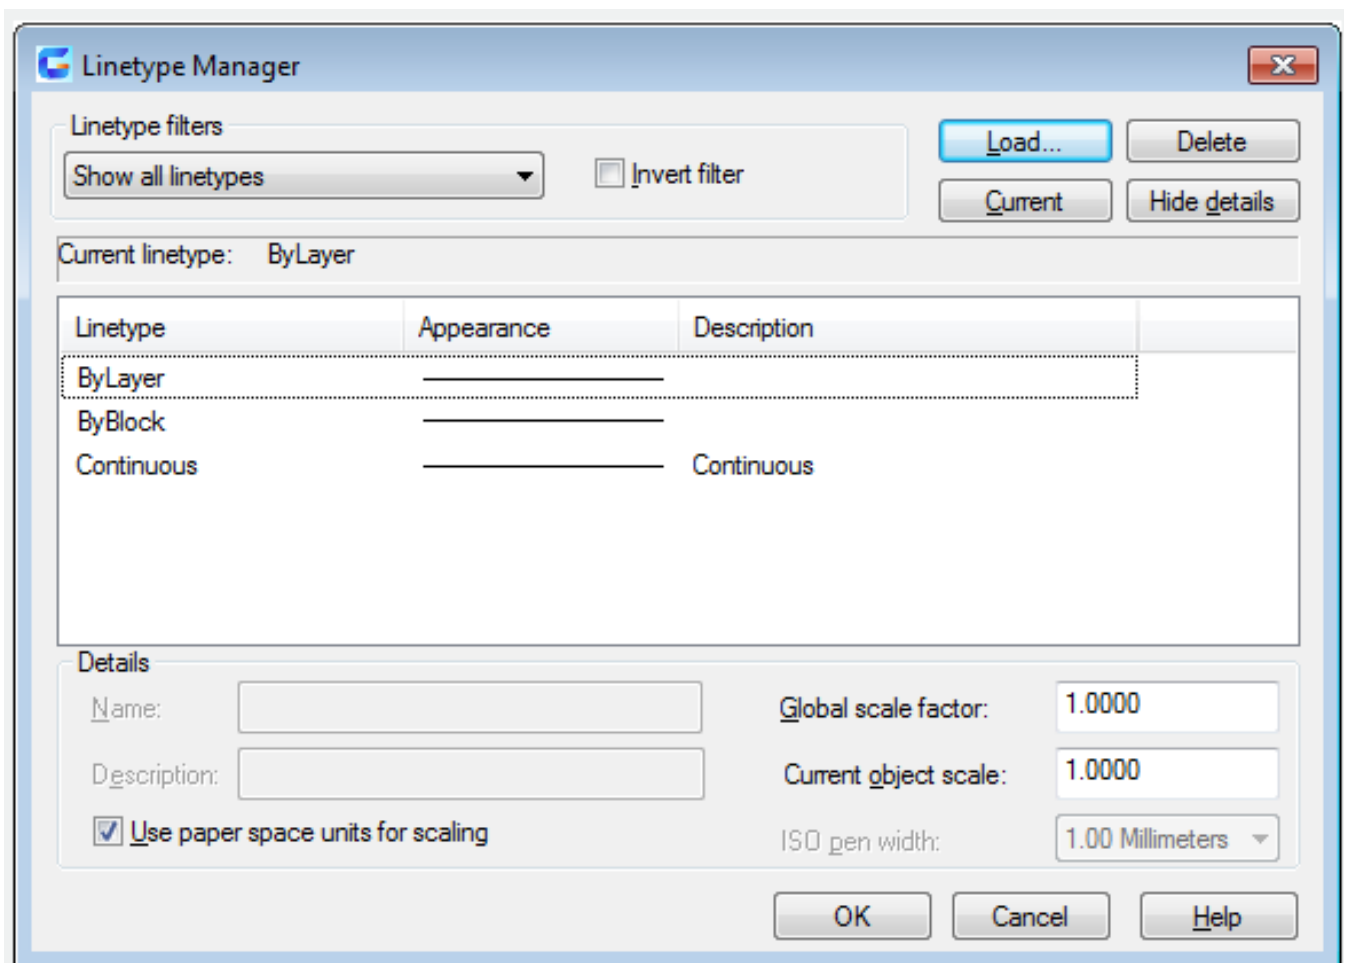 Linetype Manager
Linetype filters
Show all linetypes
Invert filter
Load...
Delete
Current
Hide details
Current linetype: ByLayer
Linetype Appearance Description
ByLayer
ByBlock
Continuous Continuous
Details
Name:
Global scale factor: 1.0000
Description:
Current object scale: 1.0000
Use paper space units for scaling
ISO pen width: 1.00 Millimeters
OK Cancel Help